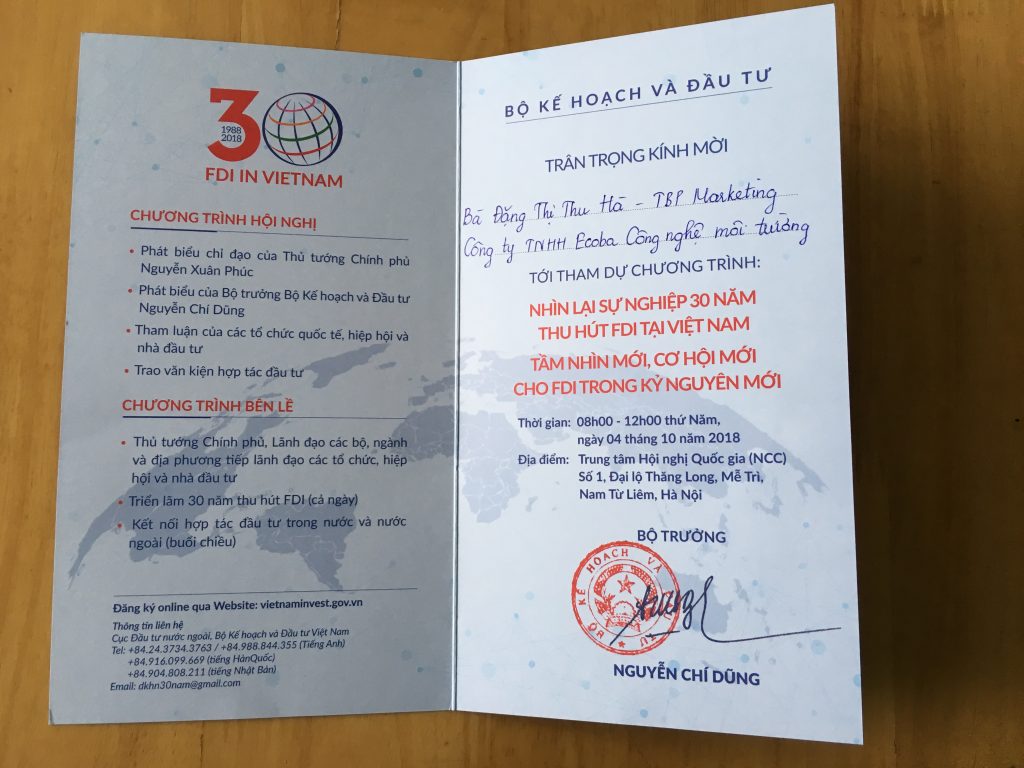 30
1988
2018
FDI IN VIETNAM
CHƯƠNG TRÌNH HỘI NGHỊ
• Phát biểu chỉ đạo của Thủ tướng Chính phủ
Nguyễn Xuân Phúc
• Phát biểu của Bộ trưởng Bộ Kế hoạch và Đầu tư
Nguyễn Chí Dũng
• Tham luận của các tổ chức quốc tế, hiệp hội và
nhà đầu tư
• Trao văn kiện hợp tác đầu tư
CHƯƠNG TRÌNH BÊN LỀ
• Thủ tướng Chính phủ, Lãnh đạo các bộ, ngành
và địa phương tiếp lãnh đạo các tổ chức, hiệp
hội và nhà đầu tư
• Triển lãm 30 năm thu hút FDI (cả ngày)
• Kết nối hợp tác đầu tư trong nước và nước
ngoài (buổi chiều)
Đăng ký online qua Website: vietnaminvest.gov.vn
Thông tin liên hệ
Cục Đầu tư nước ngoài, Bộ Kế hoạch và Đầu tư Việt Nam
Tel: +84.24.3734.3763 / +84.988.844.355 (Tiếng Anh)
+84.916.099.669 (tiếng HànQuốc)
+84.904.808.211 (tiếng Nhật Bản)
Email: dkhn30nam@gmail.com
BỘ KẾ HOẠCH VÀ ĐẦU TƯ
TRÂN TRỌNG KÍNH MỜI
Bà Đặng Thị Thu Hà - TBP Marketing
Công ty TNHH Ecoba Công nghệ môi trường
TỚI THAM DỰ CHƯƠNG TRÌNH:
NHÌN LẠI SỰ NGHIỆP 30 NĂM
THU HÚT FDI TẠI VIỆT NAM
TẦM NHÌN MỚI, CƠ HỘI MỚI
CHO FDI TRONG KỶ NGUYÊN MỚI
Thời gian: 08h00 - 12h00 thứ Năm,
ngày 04 tháng 10 năm 2018
Địa điểm: Trung tâm Hội nghị Quốc gia (NCC)
Số 1, Đại lộ Thăng Long, Mễ Trì,
Nam Từ Liêm, Hà Nội
BỘ TRƯỞNG
BỘ KẾ HOẠCH VÀ
NGUYỄN CHÍ DŨNG